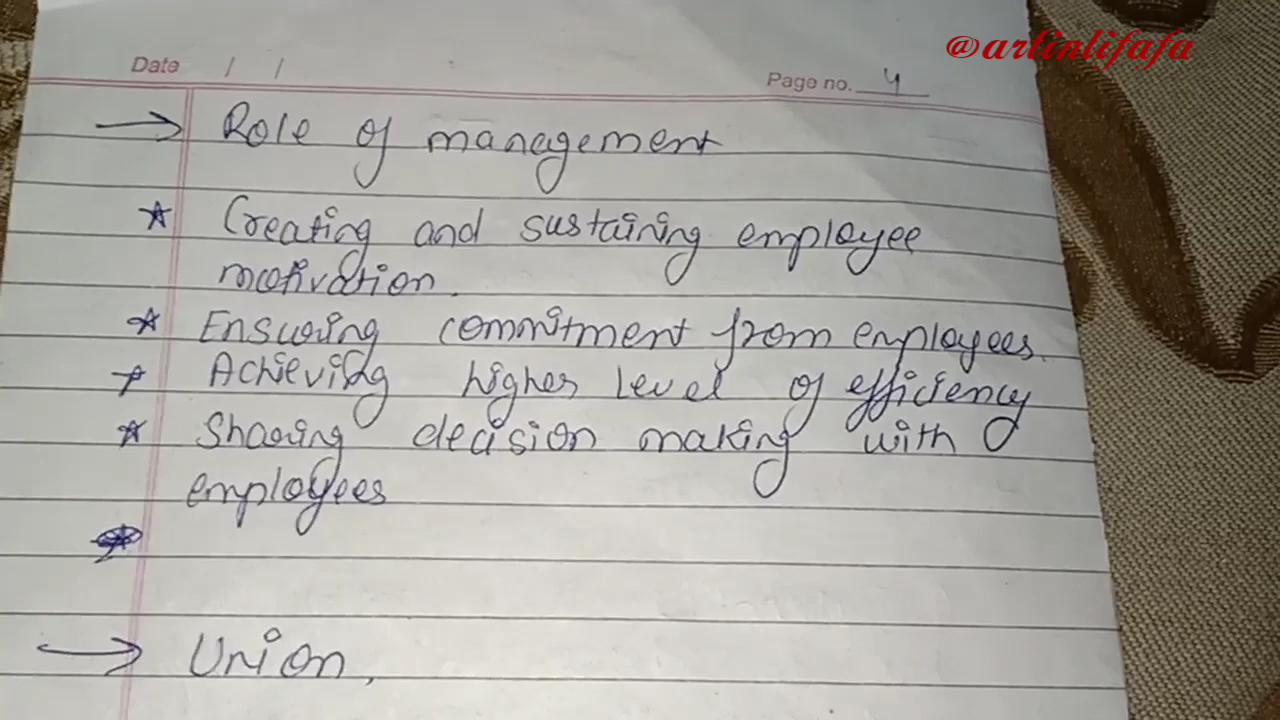 @artinlifafa
Date / /
Page no. 4
→ Role of management
☆ Creating and sustaining employee
motivation.
☆ Ensuring commitment from employees.
☆ Achieving higher level of efficiency
☆ Sharing decision making with
employees
→ Union,